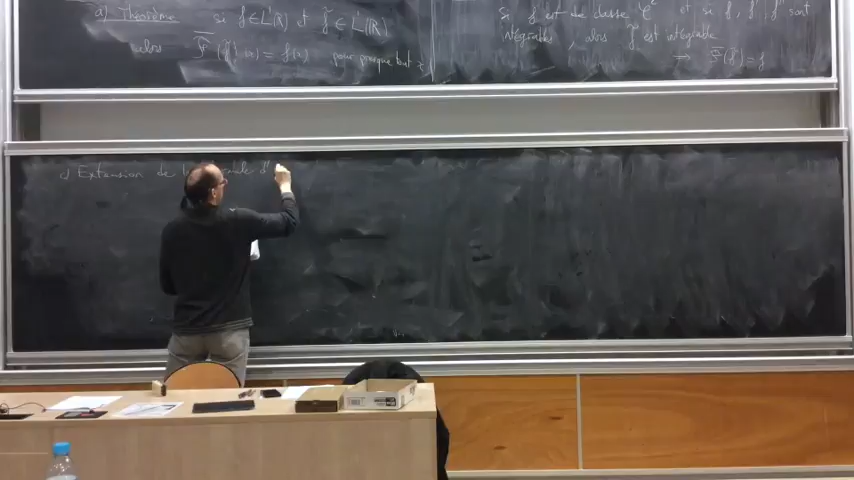 a) Théorème si f ∈ L¹(ℝ) et f̂ ∈ L¹(ℝ)
alors 𝓕̄(f̂)(x) = f(x) pour presque tout x
Si f est de classe C² et si f, f', f'' sont
intégrables, alors f̂ est intégrable
⟹ 𝓕̄(f̂) = f
c) Extension de d'